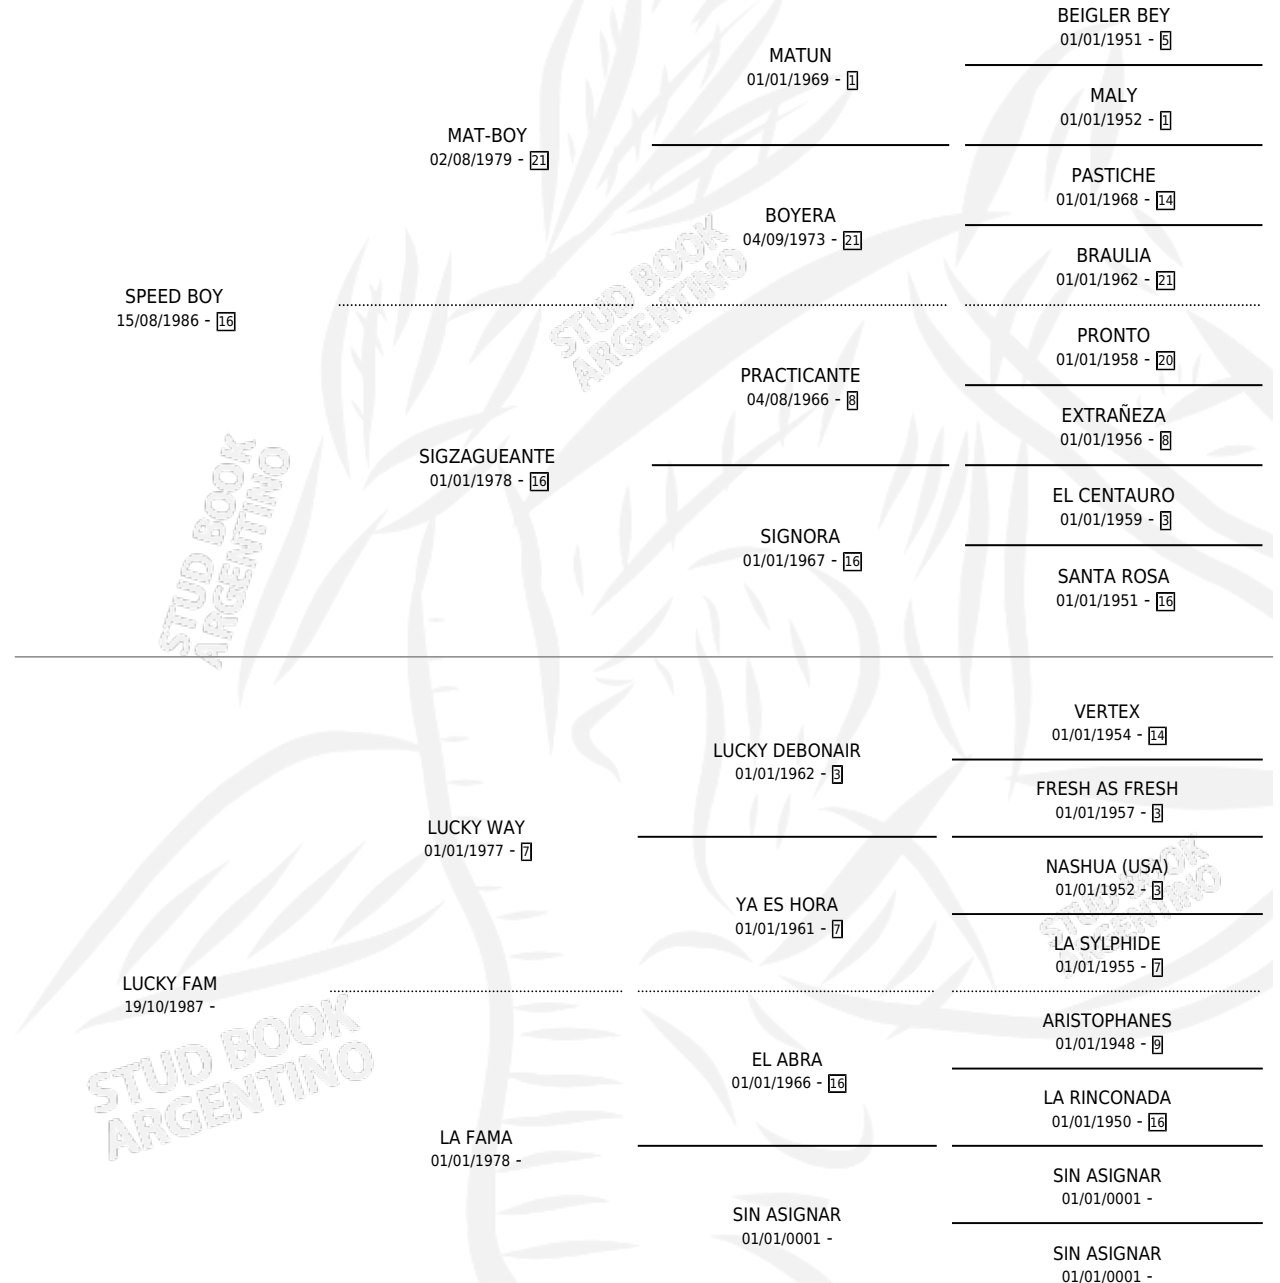 BEIGLER BEY
01/01/1951 - 5
MATUN
01/01/1969 - 1
MALY
01/01/1952 - 1
MAT-BOY
02/08/1979 - 21
PASTICHE
01/01/1968 - 14
BOYERA
04/09/1973 - 21
BRAULIA
01/01/1962 - 21
SPEED BOY
15/08/1986 - 16
PRONTO
01/01/1958 - 20
PRACTICANTE
04/08/1966 - 8
EXTRAÑEZA
01/01/1956 - 8
SIGZAGUEANTE
01/01/1978 - 16
EL CENTAURO
01/01/1959 - 3
SIGNORA
01/01/1967 - 16
SANTA ROSA
01/01/1951 - 16
STUD BOOK
ARGENTINO
STUD BOOK
ARGENTINO
VERTEX
01/01/1954 - 14
LUCKY DEBONAIR
01/01/1962 - 3
FRESH AS FRESH
01/01/1957 - 3
LUCKY WAY
01/01/1977 - 7
NASHUA (USA)
01/01/1952 - 3
YA ES HORA
01/01/1961 - 7
LA SYLPHIDE
01/01/1955 - 7
STUD BOOK
ARGENTINO
LUCKY FAM
19/10/1987 -
ARISTOPHANES
01/01/1948 - 9
EL ABRA
01/01/1966 - 16
LA RINCONADA
01/01/1950 - 16
STUD BOOK
ARGENTINO
LA FAMA
01/01/1978 -
SIN ASIGNAR
01/01/0001 -
SIN ASIGNAR
01/01/0001 -
SIN ASIGNAR
01/01/0001 -